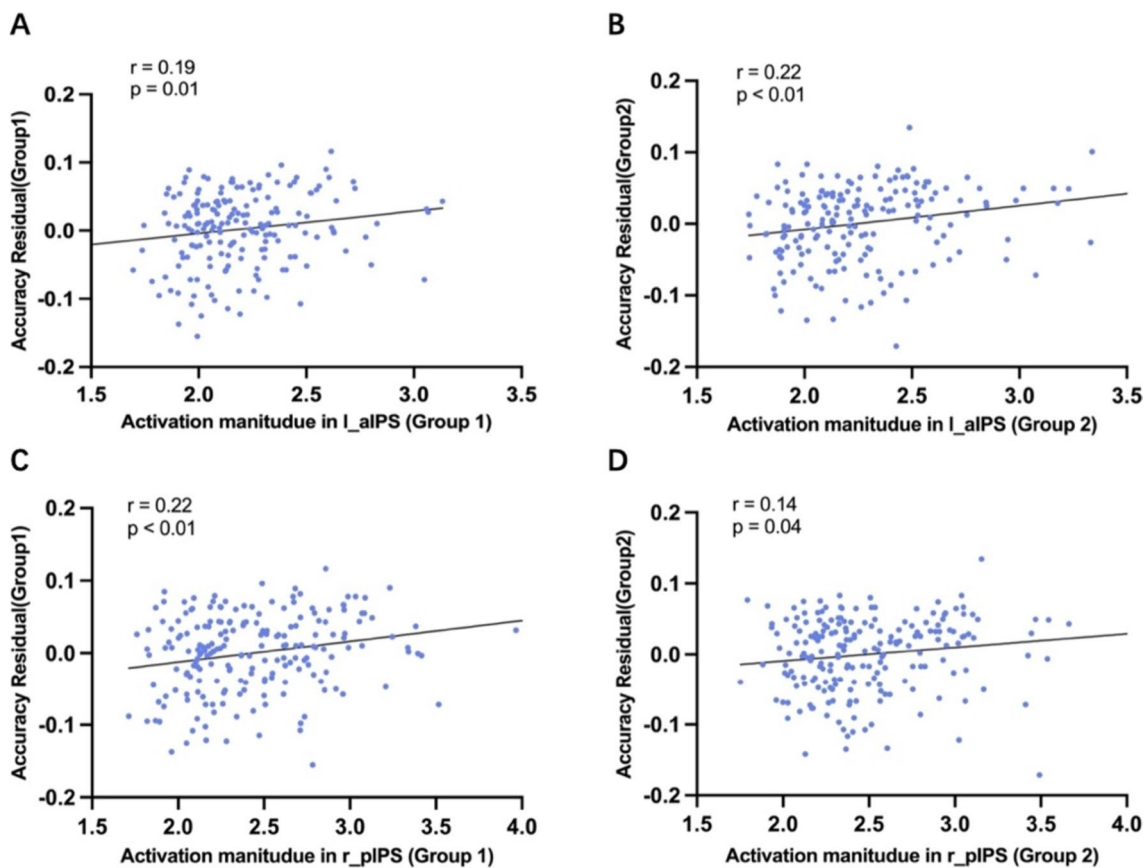 A
r = 0.19
p = 0.01
0.2
0.1
0.0
-0.1
-0.2
Accuracy Residual(Group1)
1.5 2.0 2.5 3.0 3.5
Activation manitudue in l_aIPS (Group 1)
B
r = 0.22
p < 0.01
0.2
0.1
0.0
-0.1
-0.2
Accuracy Residual(Group2)
1.5 2.0 2.5 3.0 3.5
Activation manitudue in l_aIPS (Group 2)
C
r = 0.22
p < 0.01
0.2
0.1
0.0
-0.1
-0.2
Accuracy Residual(Group1)
1.5 2.0 2.5 3.0 3.5 4.0
Activation manitudue in r_pIPS (Group 1)
D
r = 0.14
p = 0.04
0.2
0.1
0.0
-0.1
-0.2
Accuracy Residual(Group2)
1.5 2.0 2.5 3.0 3.5 4.0
Activation manitudue in r_pIPS (Group 2)